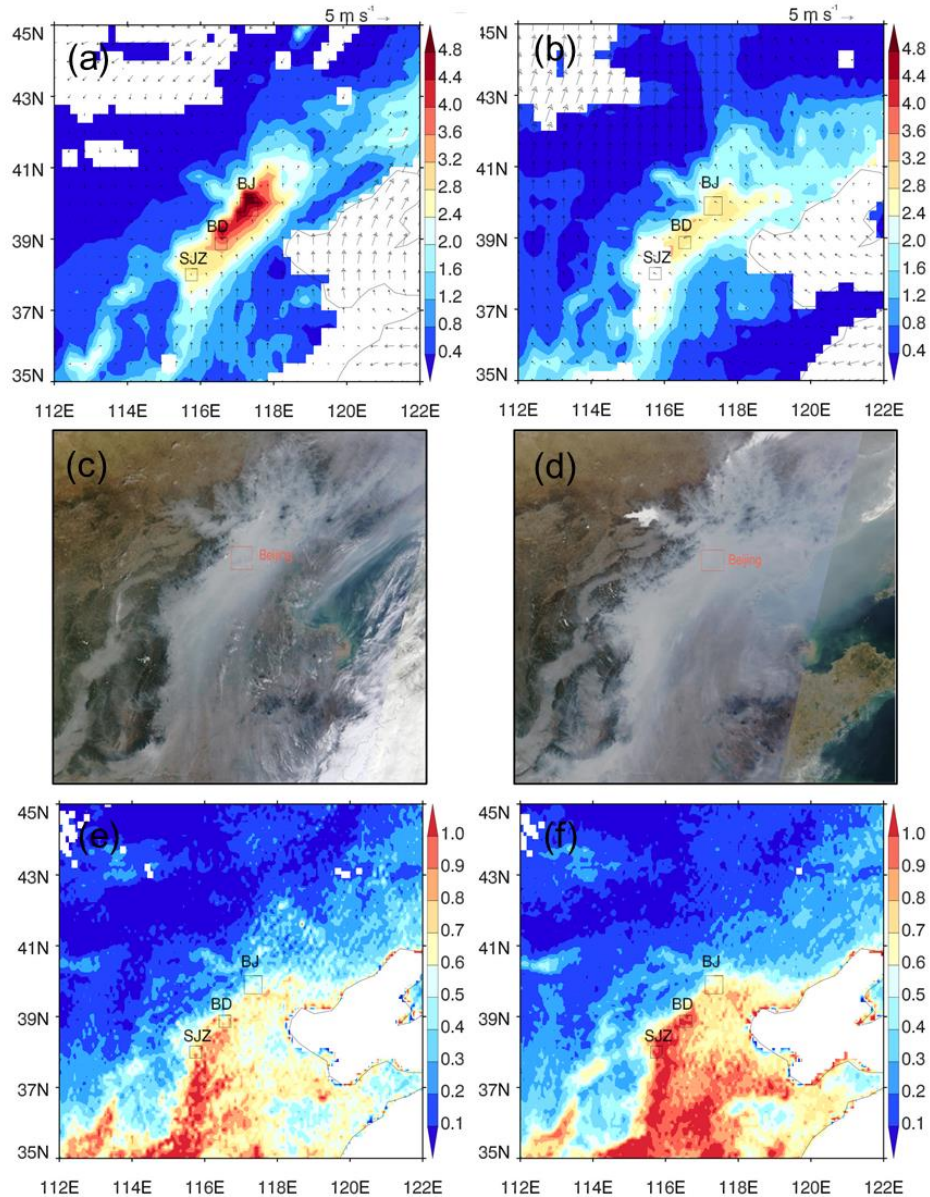 5 m s⁻¹
5 m s⁻¹
(a)
45N
43N
41N
39N
37N
35N
BJ
BD
SJZ
112E 114E 116E 118E 120E 122E
4.8
4.4
4.0
3.6
3.2
2.8
2.4
2.0
1.6
1.2
0.8
0.4
(b)
45N
43N
41N
39N
37N
35N
BJ
BD
SJZ
112E 114E 116E 118E 120E 122E
4.8
4.4
4.0
3.6
3.2
2.8
2.4
2.0
1.6
1.2
0.8
0.4
(c)
Beijing
(d)
Beijing
(e)
45N
43N
41N
39N
37N
35N
BJ
BD
SJZ
112E 114E 116E 118E 120E 122E
1.0
0.9
0.8
0.7
0.6
0.5
0.4
0.3
0.2
0.1
(f)
45N
43N
41N
39N
37N
35N
BJ
BD
SJZ
112E 114E 116E 118E 120E 122E
1.0
0.9
0.8
0.7
0.6
0.5
0.4
0.3
0.2
0.1